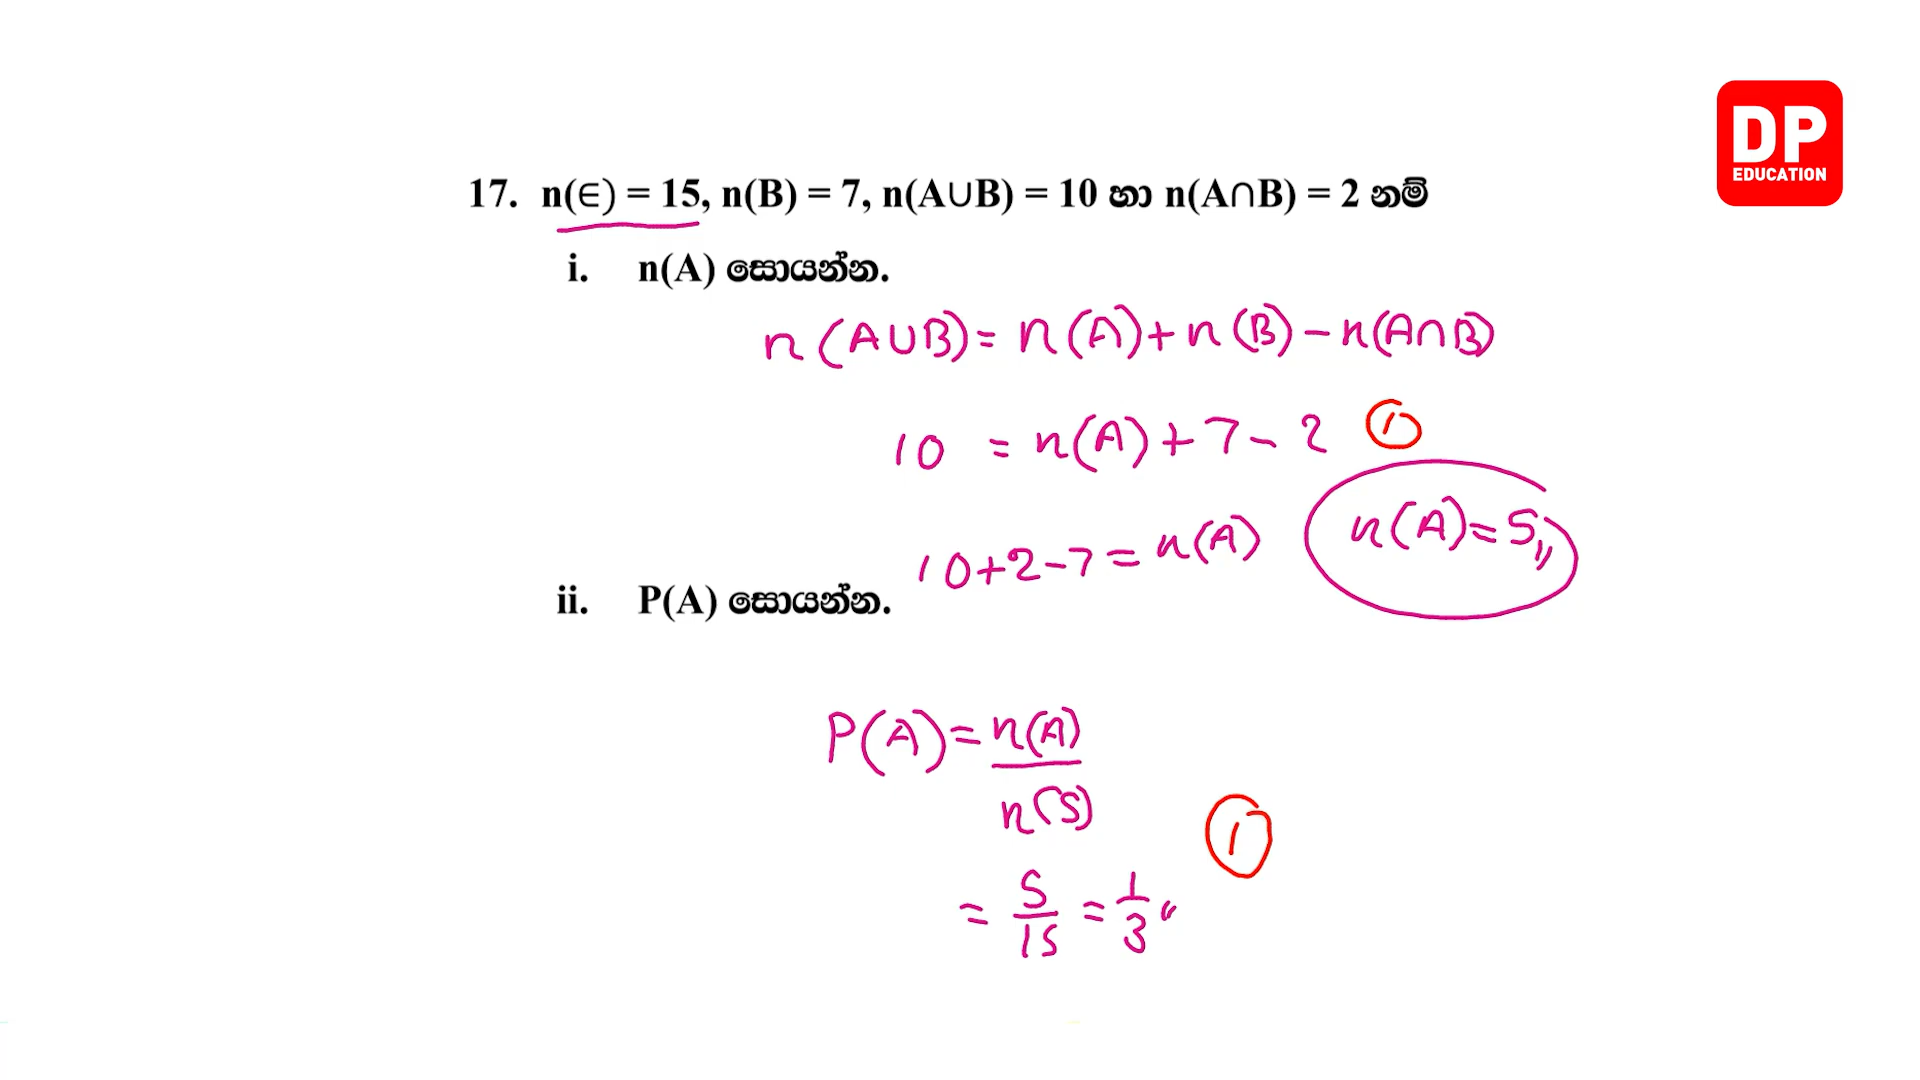 DP
EDUCATION
17. n(∈) = 15, n(B) = 7, n(A∪B) = 10 හා n(A∩B) = 2 නම්
i. n(A) සොයන්න.
n(A∪B) = n(A) + n(B) − n(A∩B)
10 = n(A) + 7 − 2 ①
10+2−7 = n(A)
n(A) = 5,,
ii. P(A) සොයන්න.
P(A) = n(A)
n(S)
①
= 5/15 = 1/3 ,,